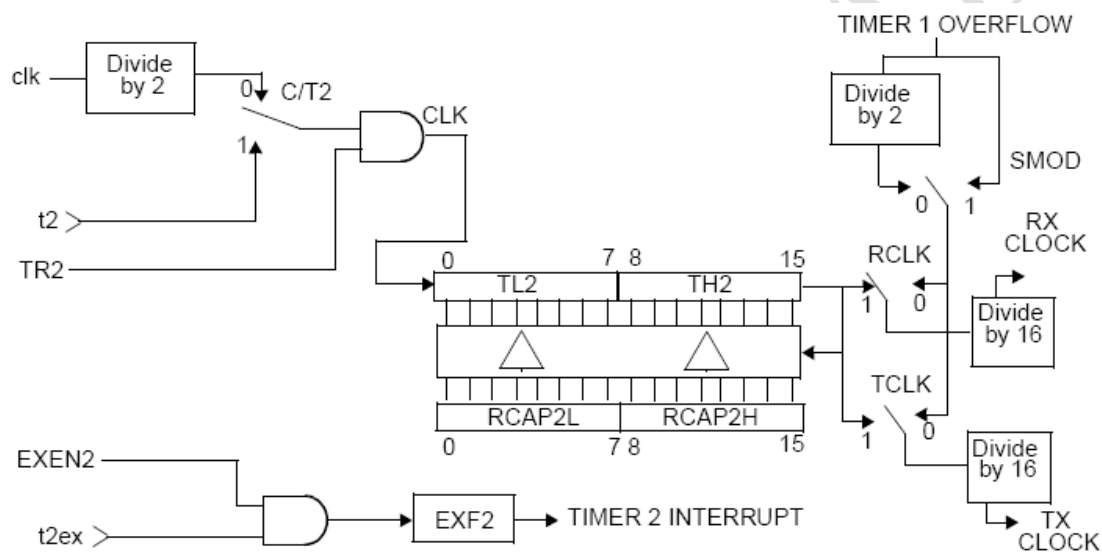 TIMER 1 OVERFLOW
clk
Divide
by 2
0
C/T2
1
CLK
t2
TR2
Divide
by 2
SMOD
0
1
RX
CLOCK
0
7
8
15
TL2
TH2
RCLK
1
0
Divide
by 16
RCAP2L
RCAP2H
0
7
8
15
TCLK
1
0
Divide
by 16
TX
CLOCK
EXEN2
t2ex
EXF2
TIMER 2 INTERRUPT